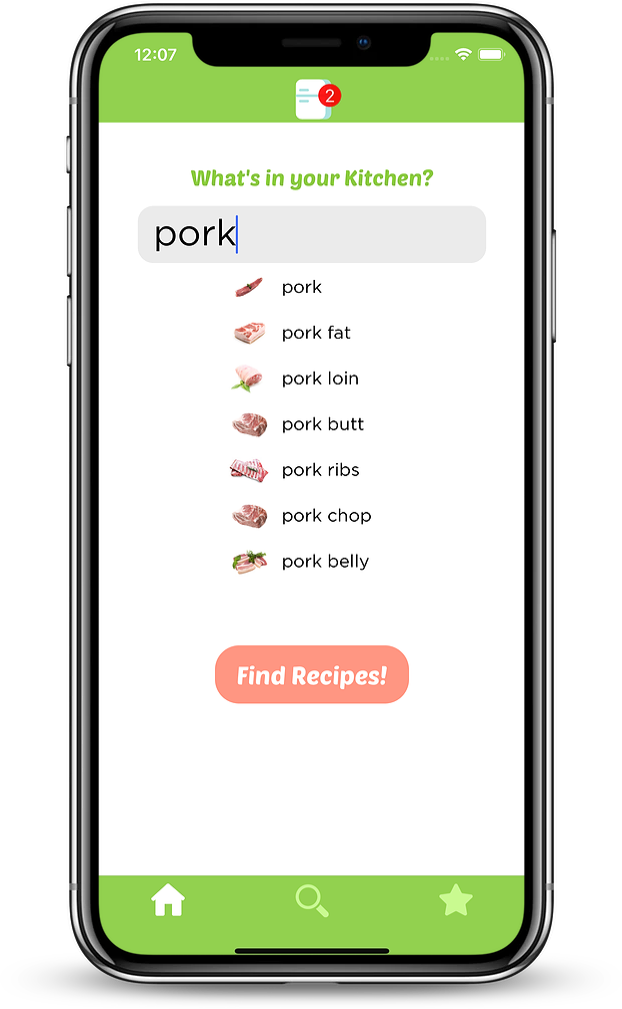 12:07
2
What's in your Kitchen?
pork
pork
pork fat
pork loin
pork butt
pork ribs
pork chop
pork belly
Find Recipes!